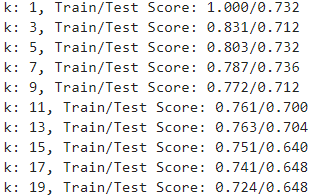 k: 1, Train/Test Score: 1.000/0.732
k: 3, Train/Test Score: 0.831/0.712
k: 5, Train/Test Score: 0.803/0.732
k: 7, Train/Test Score: 0.787/0.736
k: 9, Train/Test Score: 0.772/0.712
k: 11, Train/Test Score: 0.761/0.700
k: 13, Train/Test Score: 0.763/0.704
k: 15, Train/Test Score: 0.751/0.640
k: 17, Train/Test Score: 0.741/0.648
k: 19, Train/Test Score: 0.724/0.648